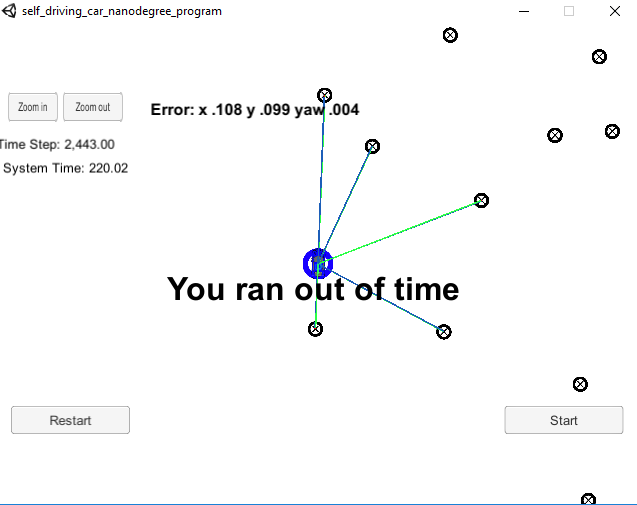 self_driving_car_nanodegree_program
Zoom in
Zoom out
Error: x .108 y .099 yaw .004
Time Step: 2,443.00
System Time: 220.02
You ran out of time
Restart
Start